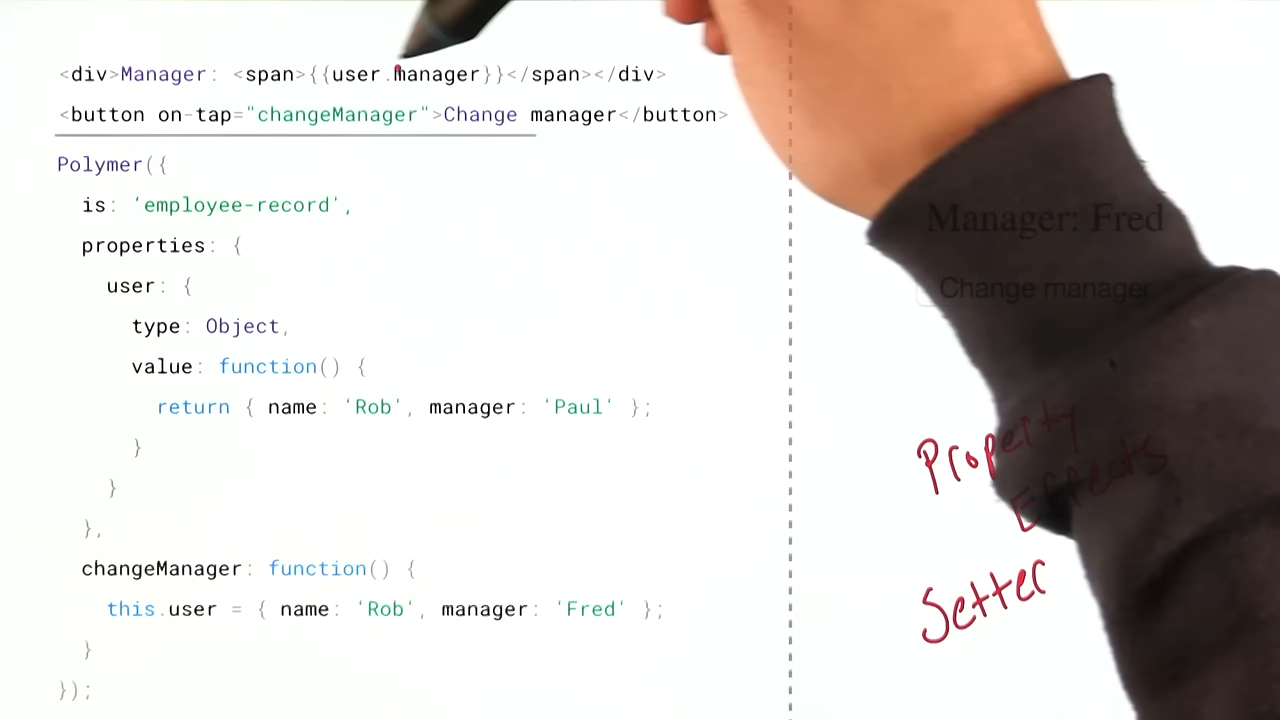 <div>Manager: <span>{{user.manager}}</span></div>
<button on-tap="changeManager">Change manager</button>
Polymer({
is: 'employee-record',
properties: {
user: {
type: Object,
value: function() {
return { name: 'Rob', manager: 'Paul' };
}
}
},
changeManager: function() {
this.user = { name: 'Rob', manager: 'Fred' };
}
});
Manager: Fred
Change manager
Property
Effects
Setter